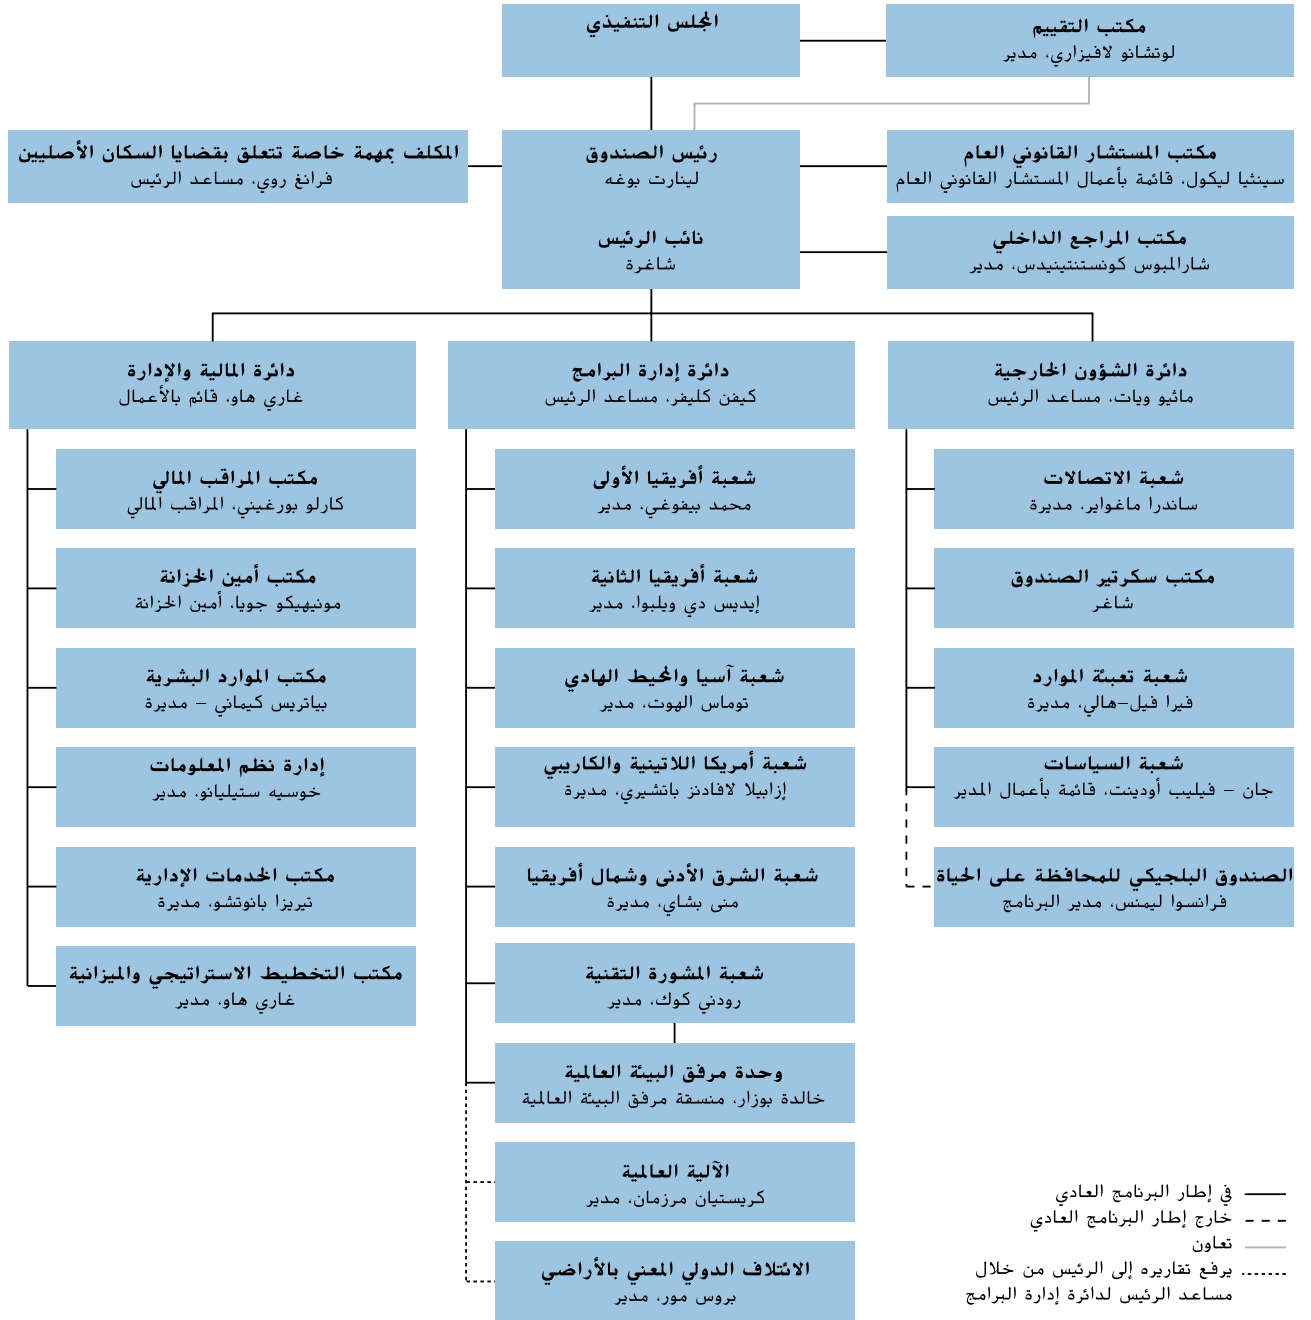 المجلس التنفيذي
مكتب التقييم
لوتشانو لافيزاري، مدير
المكلف بمهمة خاصة تتعلق بقضايا السكان الأصليين
فرانغ روي، مساعد الرئيس
رئيس الصندوق
لينارت بوغه
نائب الرئيس
شاغرة
مكتب المستشار القانوني العام
سينثيا ليكول، قائمة بأعمال المستشار القانوني العام
مكتب المراجع الداخلي
شارالمبوس كونستنتينيدس، مدير
دائرة الشؤون الخارجية
ماثيو ويات، مساعد الرئيس
شعبة الاتصالات
ساندرا ماغواير، مديرة
مكتب سكرتير الصندوق
شاغر
شعبة تعبئة الموارد
فيرا فيل-هالي، مديرة
شعبة السياسات
جان - فيليب أودينت، قائمة بأعمال المدير
الصندوق البلجيكي للمحافظة على الحياة
فرانسوا ليمنس، مدير البرنامج
دائرة إدارة البرامج
كيفن كليفر، مساعد الرئيس
شعبة أفريقيا الأولى
محمد بيفوغي، مدير
شعبة أفريقيا الثانية
إيديس دي ويلبوا، مدير
شعبة آسيا والمحيط الهادي
توماس الهوت، مدير
شعبة أمريكا اللاتينية والكاريبي
إزابيلا لافادنز باتشيري، مديرة
شعبة الشرق الأدنى وشمال أفريقيا
منى بشاي، مديرة
شعبة المشورة التقنية
رودني كوك، مدير
وحدة مرفق البيئة العالمية
خالدة بوزار، منسقة مرفق البيئة العالمية
الآلية العالمية
كريستيان مرزمان، مدير
الائتلاف الدولي المعني بالأراضي
بروس مور، مدير
دائرة المالية والإدارة
غاري هاو، قائم بالأعمال
مكتب المراقب المالي
كارلو بورغيني، المراقب المالي
مكتب أمين الخزانة
مونيهيكو جويا، أمين الخزانة
مكتب الموارد البشرية
بياتريس كيماني - مديرة
إدارة نظم المعلومات
خوسيه ستيليانو، مدير
مكتب الخدمات الإدارية
تيريزا بانوتشو، مديرة
مكتب التخطيط الاستراتيجي والميزانية
غاري هاو، مدير
في إطار البرنامج العادي
خارج إطار البرنامج العادي
تعاون
يرفع تقاريره إلى الرئيس من خلال
مساعد الرئيس لدائرة إدارة البرامج